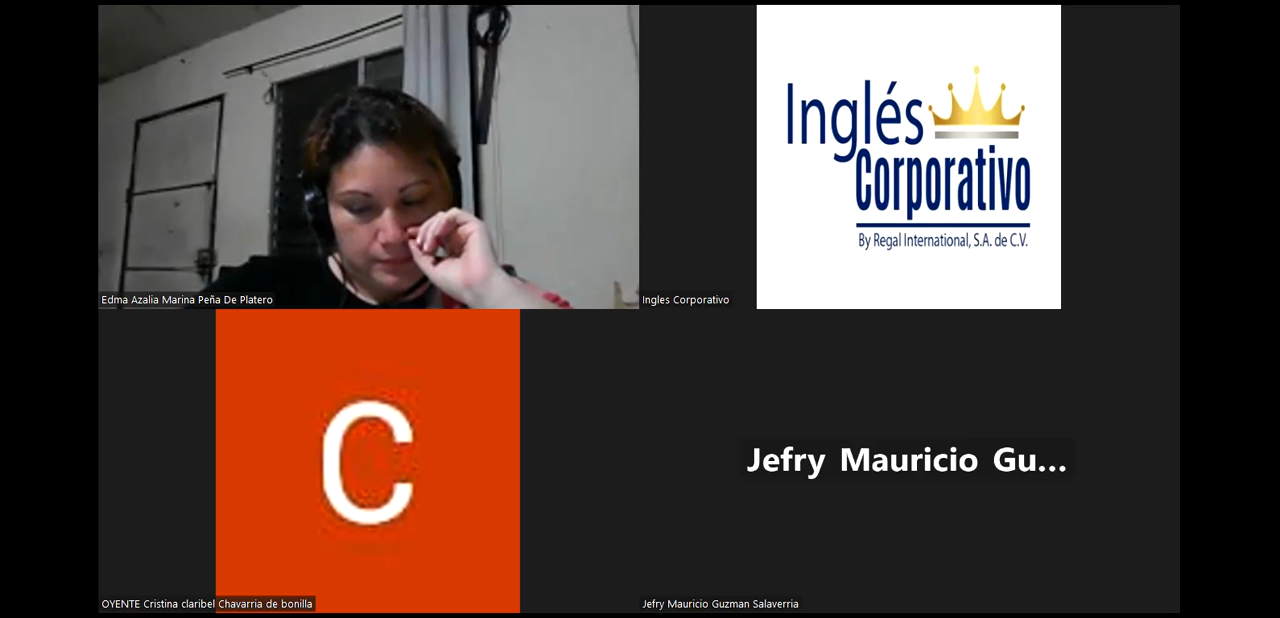 Inglés
Corporativo
By Regal International, S.A. de C.V.
Edma Azalia Marina Peña De Platero
Ingles Corporativo
C
Jefry Mauricio Gu...
OYENTE Cristina claribel Chavarria de bonilla
Jefry Mauricio Guzman Salaverria